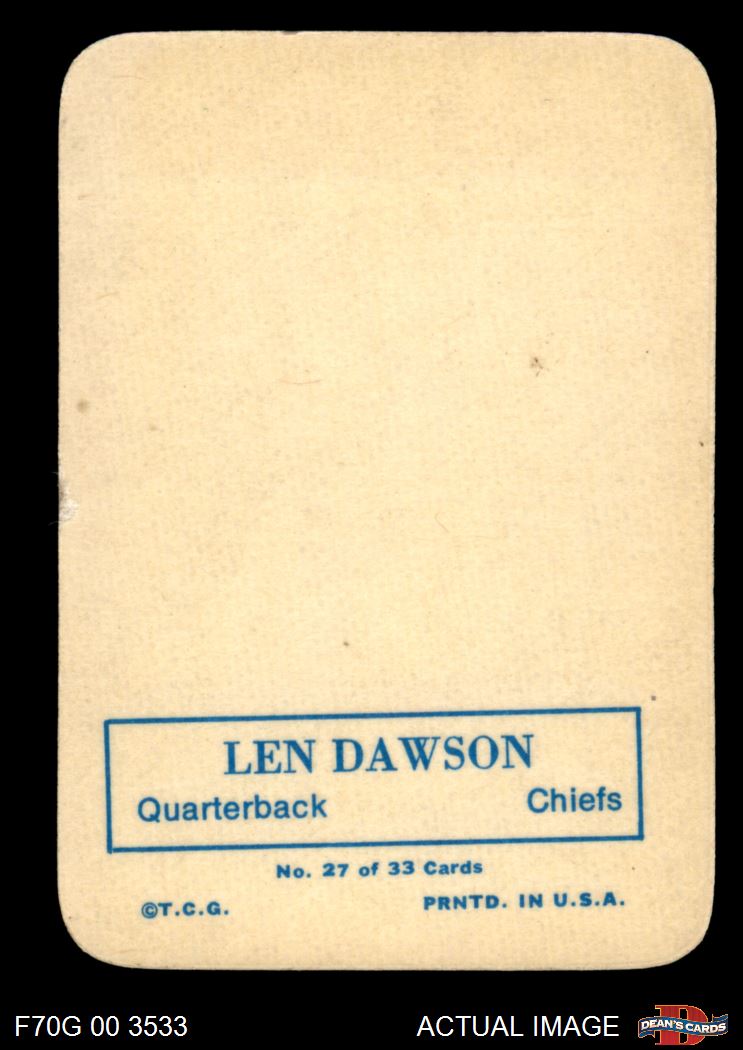 LEN DAWSON
Quarterback Chiefs
No. 27 of 33 Cards
©T.C.G. PRNTD. IN U.S.A.
F70G 00 3533 ACTUAL IMAGE DEAN'S CARDS